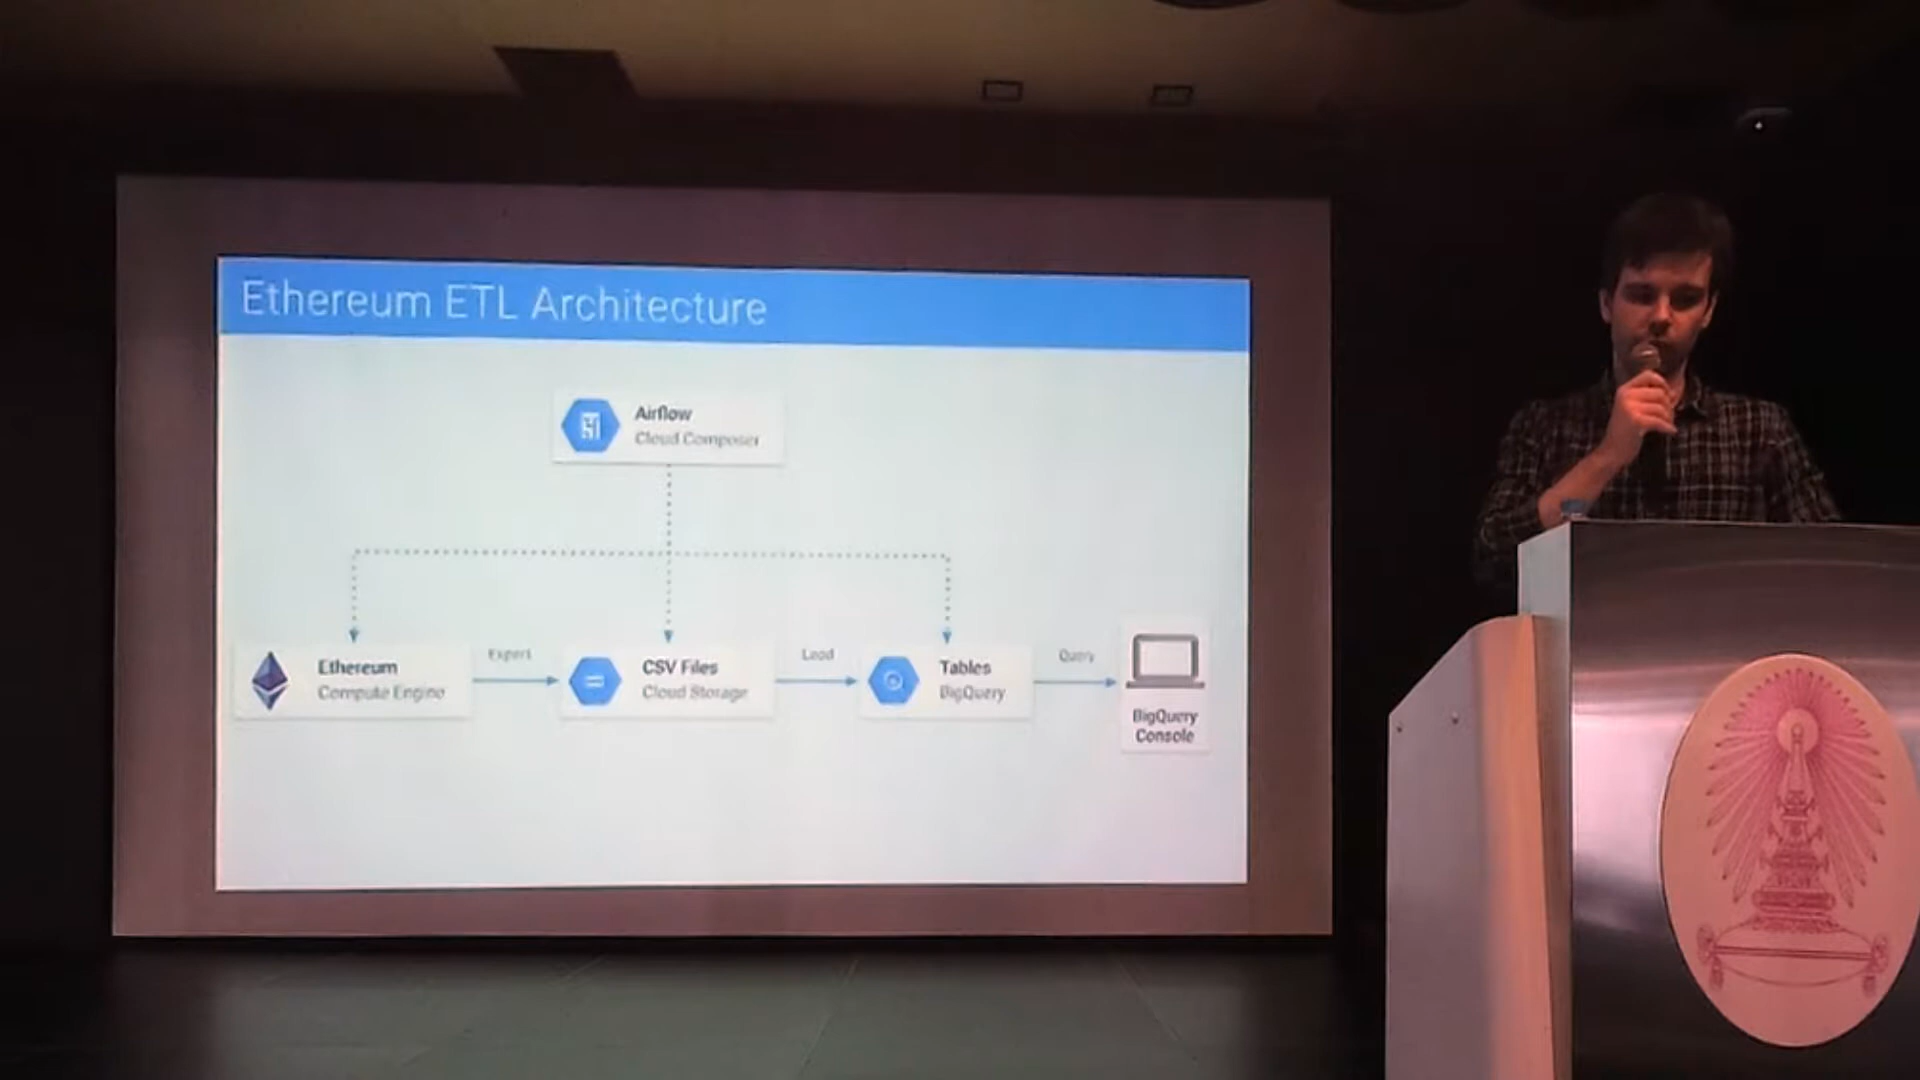 Ethereum ETL Architecture
Airflow
Cloud Composer
Ethereum
Compute Engine
Export
CSV Files
Cloud Storage
Load
Tables
BigQuery
Query
BigQuery
Console